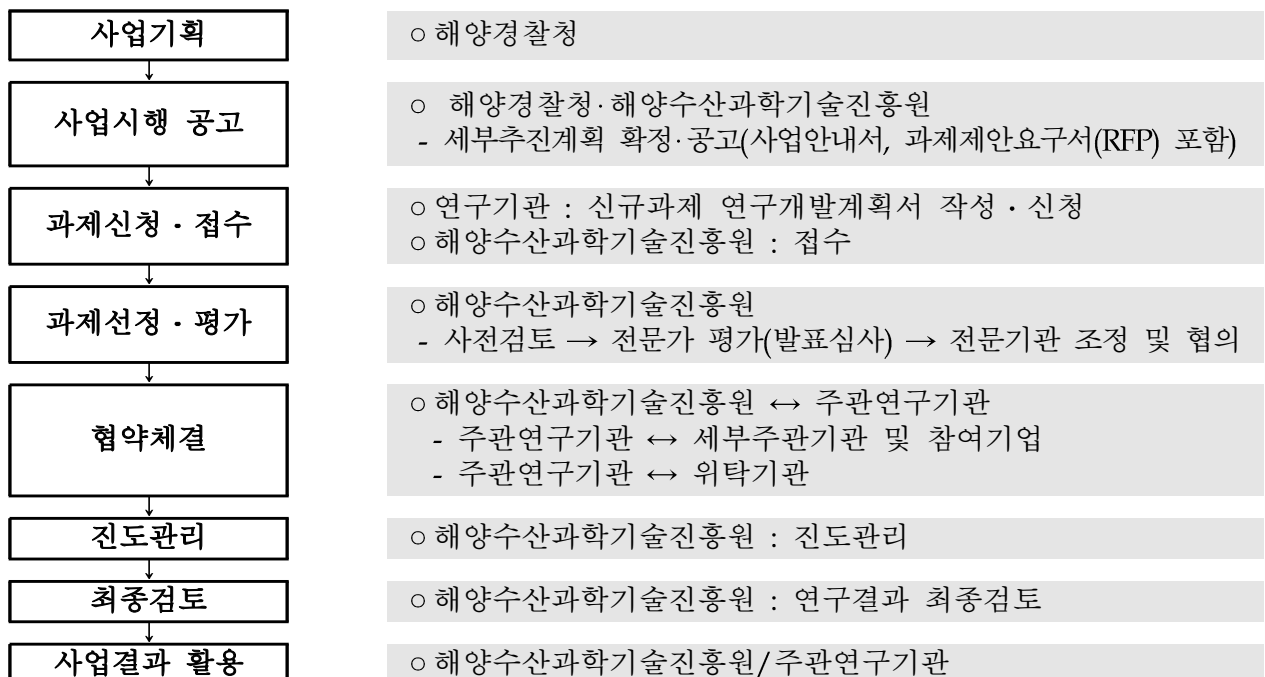 사업기획
○ 해양경찰청
사업시행 공고
○ 해양경찰청·해양수산과학기술진흥원
- 세부추진계획 확정·공고(사업안내서, 과제제안요구서(RFP) 포함)
과제신청·접수
○ 연구기관 : 신규과제 연구개발계획서 작성·신청
○ 해양수산과학기술진흥원 : 접수
과제선정·평가
○ 해양수산과학기술진흥원
- 사전검토 → 전문가 평가(발표심사) → 전문기관 조정 및 협의
협약체결
○ 해양수산과학기술진흥원 ↔ 주관연구기관
- 주관연구기관 ↔ 세부주관기관 및 참여기업
- 주관연구기관 ↔ 위탁기관
진도관리
○ 해양수산과학기술진흥원 : 진도관리
최종검토
○ 해양수산과학기술진흥원 : 연구결과 최종검토
사업결과 활용
○ 해양수산과학기술진흥원/주관연구기관